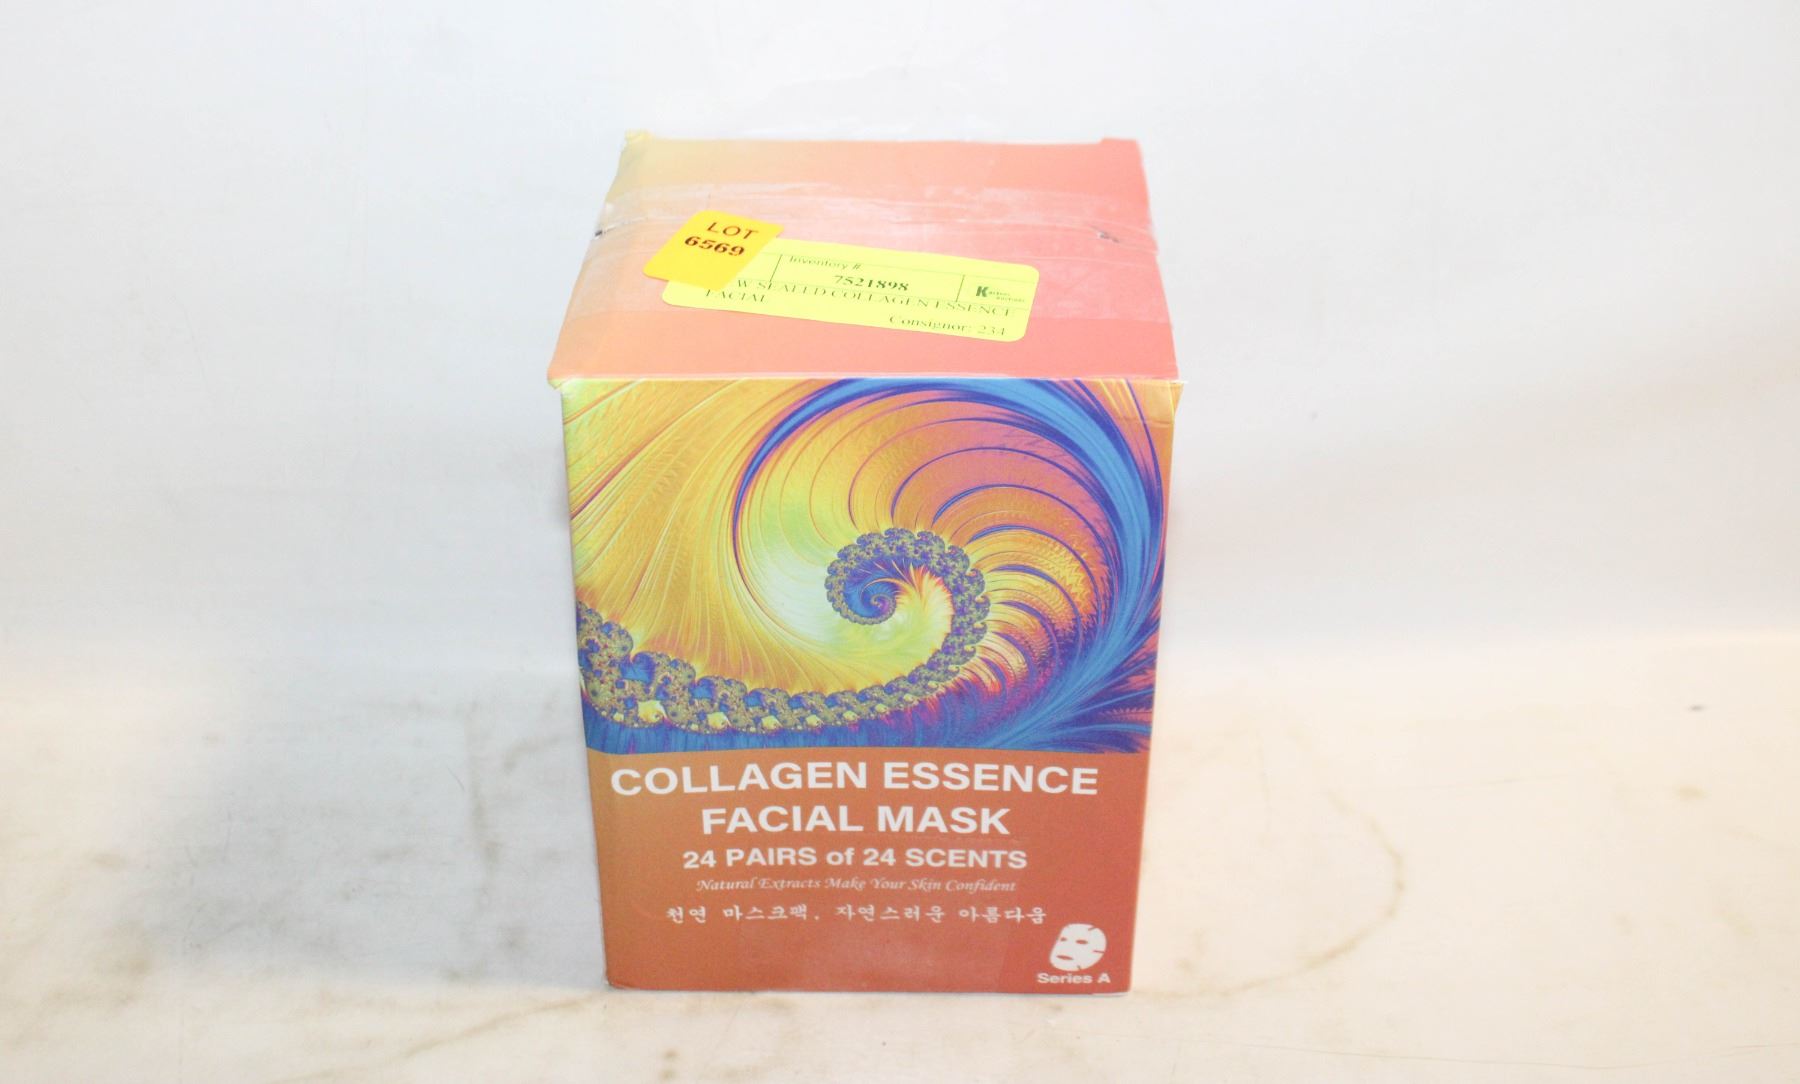 LOT
6569
Inventory #
7521898
SEALED COLLAGEN ESSENCE
FACIAL
Consignor: 234
COLLAGEN ESSENCE
FACIAL MASK
24 PAIRS of 24 SCENTS
Natural Extracts Make Your Skin Confident
천연 마스크팩, 자연스러운 아름다움
Series A